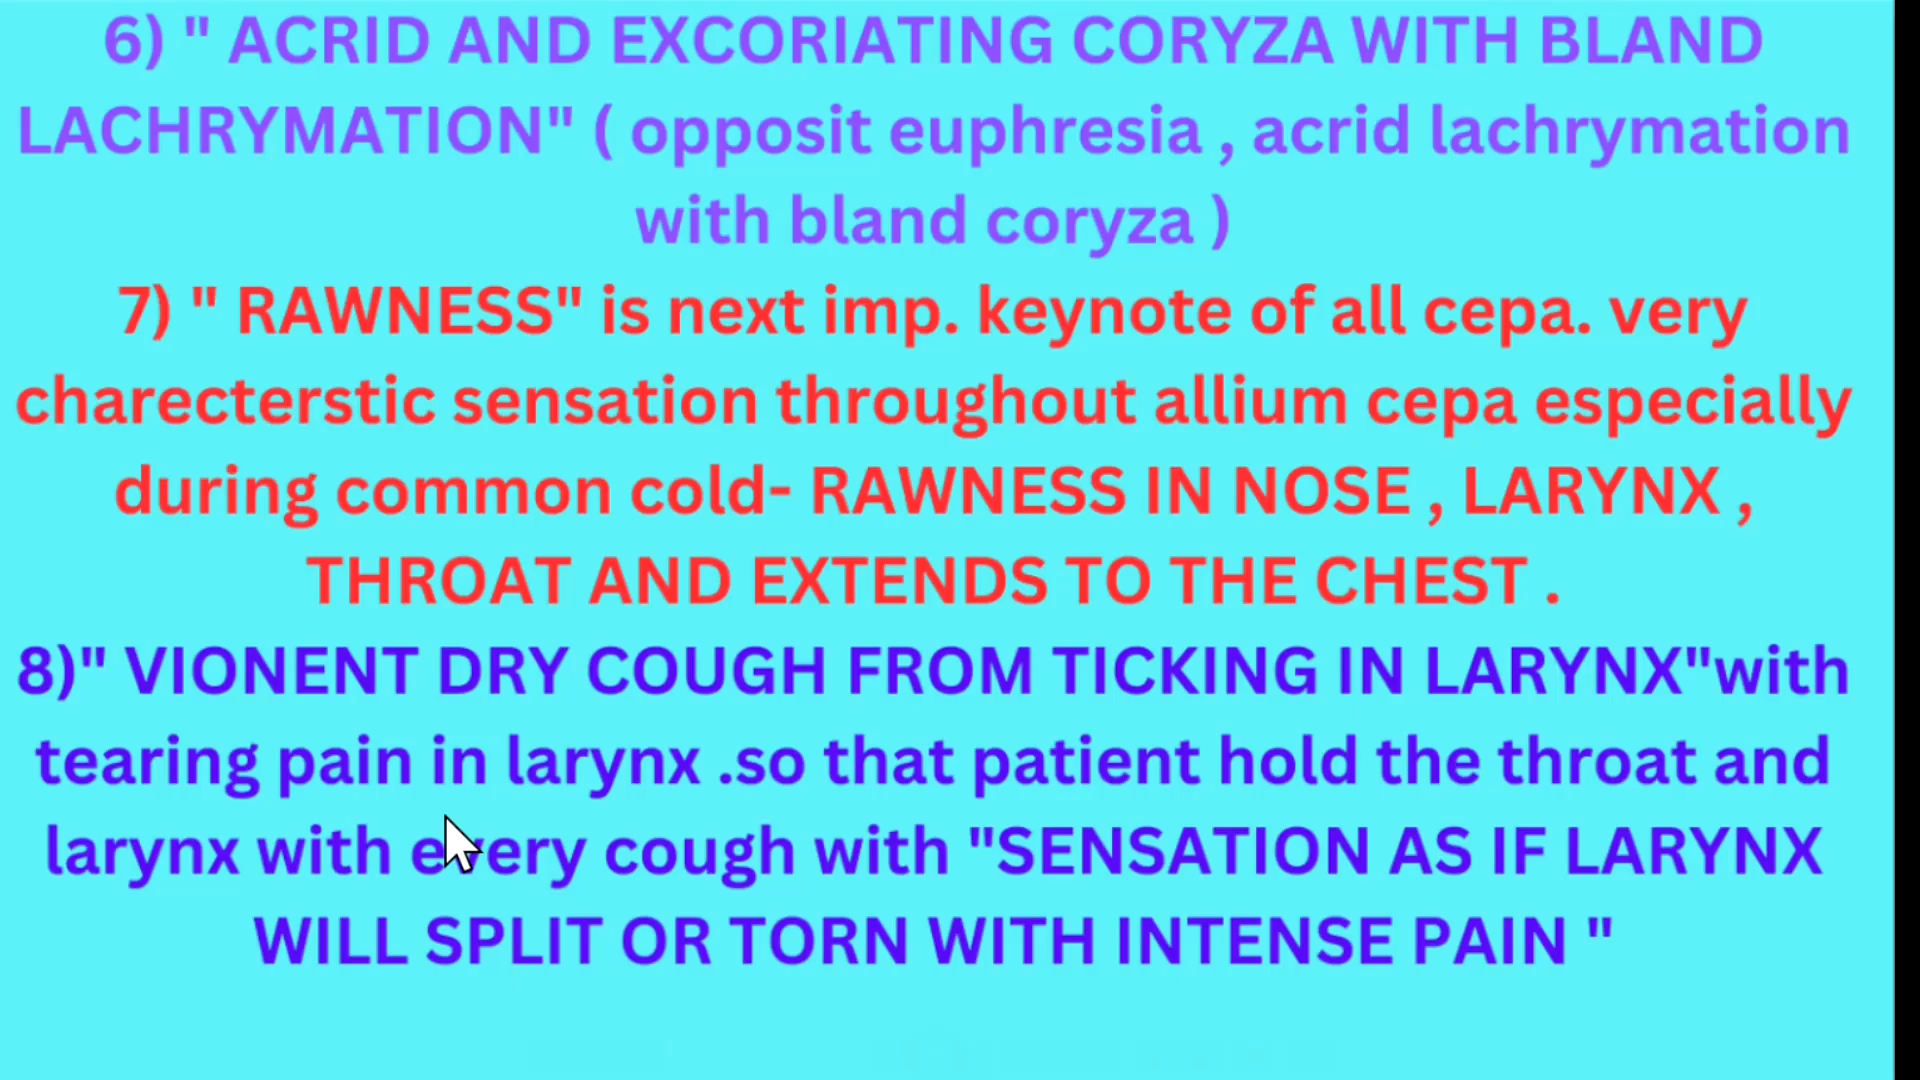 6) " ACRID AND EXCORIATING CORYZA WITH BLAND
LACHRYMATION" ( opposit euphresia , acrid lachrymation
with bland coryza )
7) " RAWNESS" is next imp. keynote of all cepa. very
charecterstic sensation throughout allium cepa especially
during common cold- RAWNESS IN NOSE , LARYNX ,
THROAT AND EXTENDS TO THE CHEST .
8)" VIONENT DRY COUGH FROM TICKING IN LARYNX"with
tearing pain in larynx .so that patient hold the throat and
larynx with every cough with "SENSATION AS IF LARYNX
WILL SPLIT OR TORN WITH INTENSE PAIN "